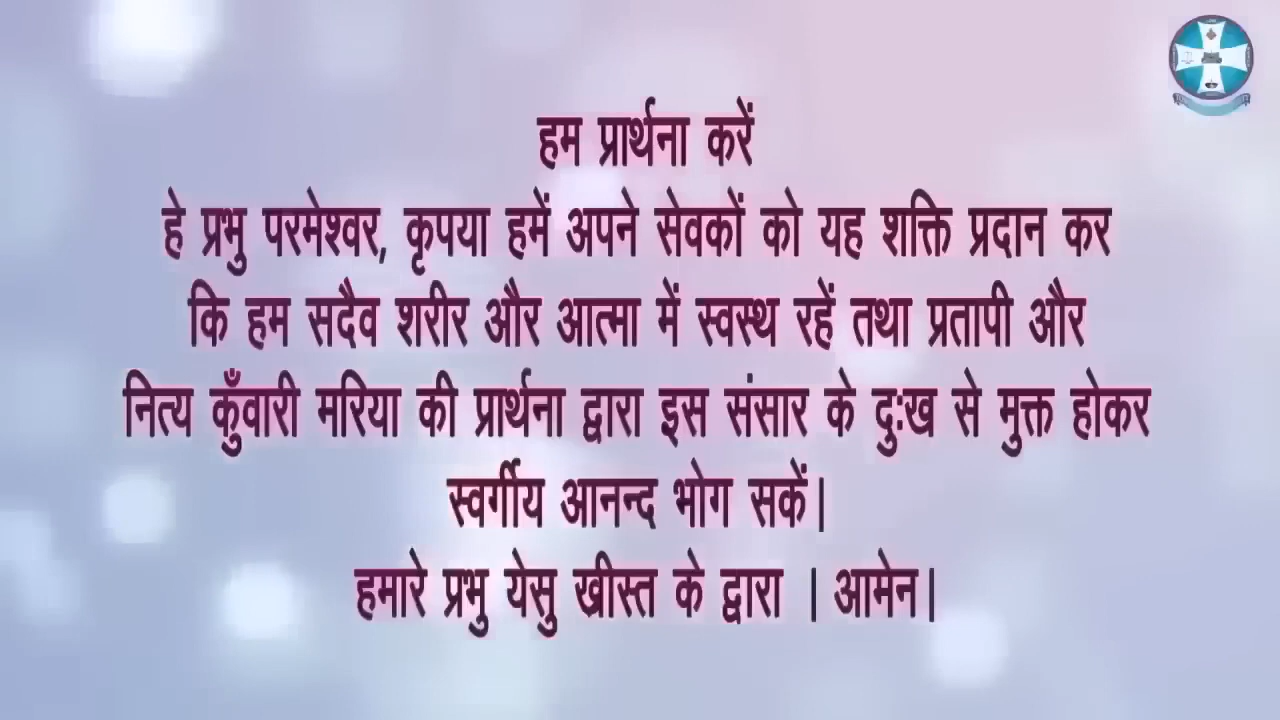 हम प्रार्थना करें
हे प्रभु परमेश्वर, कृपया हमें अपने सेवकों को यह शक्ति प्रदान कर
कि हम सदैव शरीर और आत्मा में स्वस्थ रहें तथा प्रतापी और
नित्य कुँवारी मरिया की प्रार्थना द्वारा इस संसार के दुःख से मुक्त होकर
स्वर्गीय आनन्द भोग सकें|
हमारे प्रभु येसु ख्रीस्त के द्वारा | आमेन|